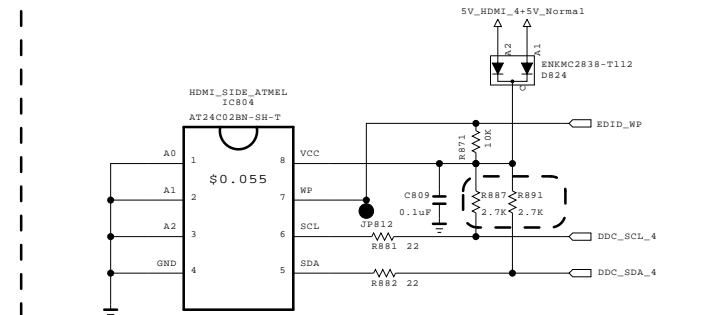 5V_HDMI_4+5V_Normal
A2
A1
ENKMC2838-T112
D824
C
HDMI_SIDE_ATMEL
IC804
AT24C02BN-SH-T
EDID_WP
R871
10K
A0
1
8
VCC
$0.055
A1
2
7
WP
C809
0.1uF
R887
R891
2.7K
2.7K
JP812
A2
3
6
SCL
R881 22
DDC_SCL_4
GND
4
5
SDA
R882 22
DDC_SDA_4